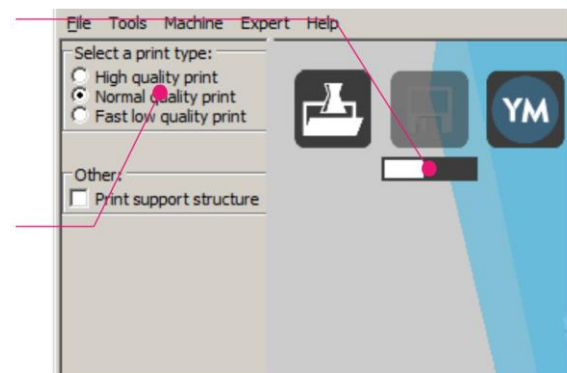 File Tools Machine Expert Help
Select a print type:
High quality print
Normal quality print
Fast low quality print
YM
Other:
Print support structure